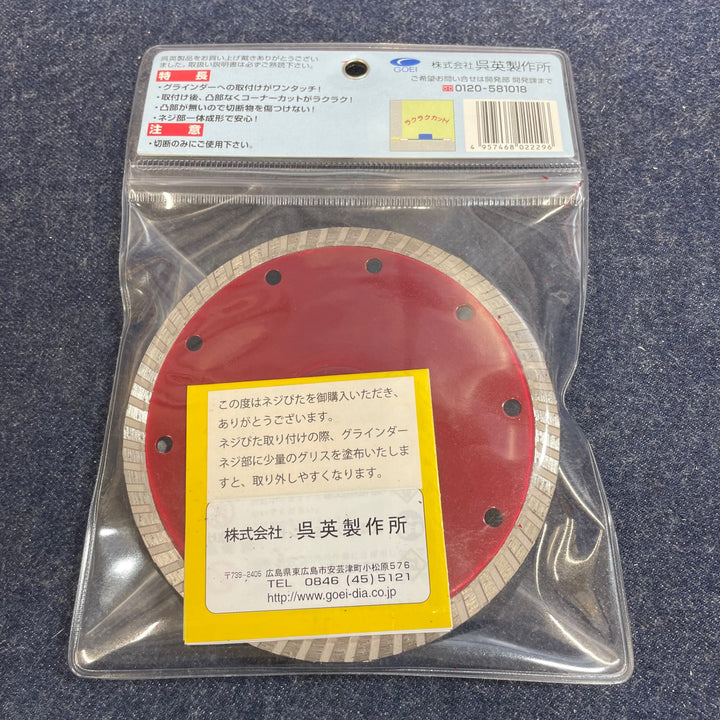 呉英製品をお買い上げ戴きありがとうござい
ました。取扱い説明書は必ずご熟読下さい。
特 長
・グラインダーへの取付けがワンタッチ!
・取付け後、凸部なくコーナーカットがラクラク!
・凸部が無いので切断物を傷つけない!
・ネジ部一体成形で安心!
注 意
・切断のみにご使用下さい。
GOEI
株式会社 呉英製作所
ご希望お問い合せは開発部 開発課まで
0120-581018
ラクラクカット!
4 957468 022296
この度はネジぴたを御購入いただき、
ありがとうございます。
ネジぴた取り付けの際、グラインダー
ネジ部に少量のグリスを塗布いたしま
すと、取り外しやすくなります。
株式会社 呉英製作所
〒739-2406 広島県東広島市安芸津町小松原576
TEL 0846 (45) 5121
http://www.goei-dia.co.jp